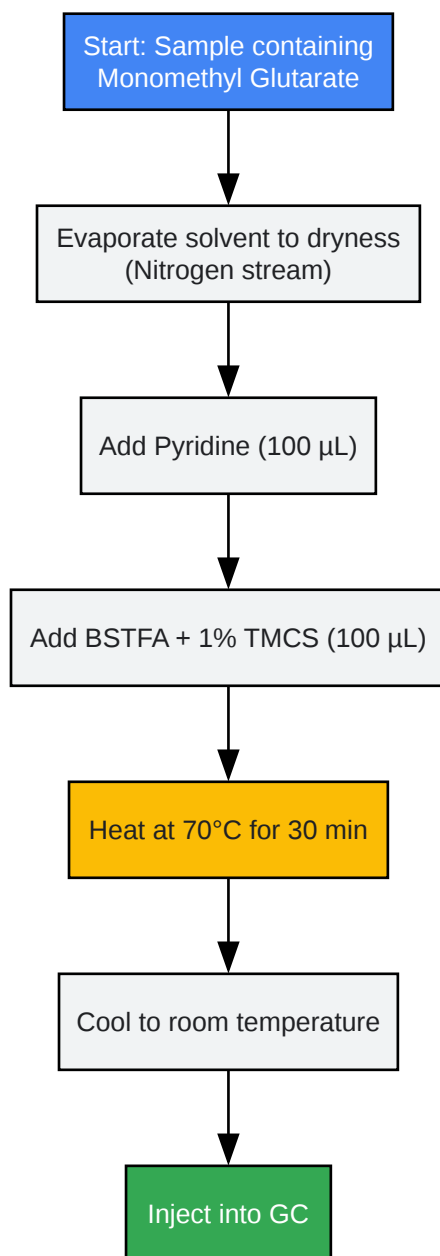 Start: Sample containing
Monomethyl Glutarate
Evaporate solvent to dryness
(Nitrogen stream)
Add Pyridine (100 µL)
Add BSTFA + 1% TMCS (100 µL)
Heat at 70°C for 30 min
Cool to room temperature
Inject into GC